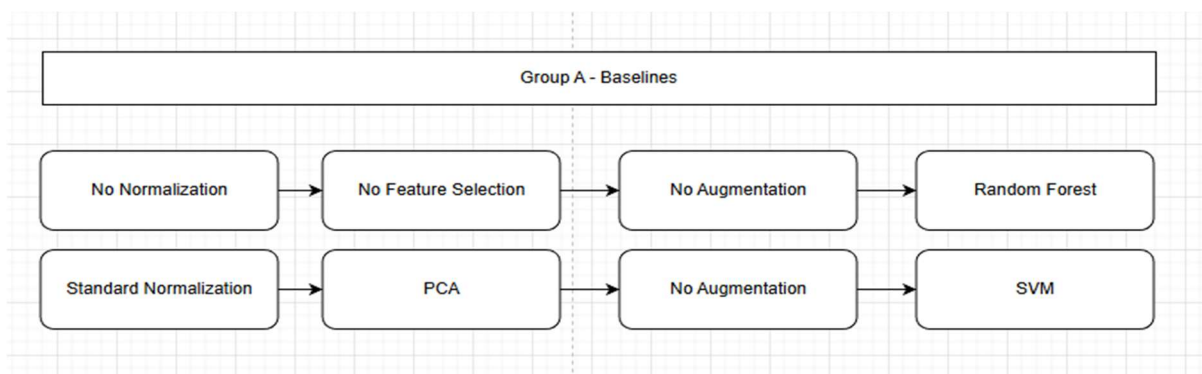 Group A - Baselines
No Normalization
No Feature Selection
No Augmentation
Random Forest
Standard Normalization
PCA
No Augmentation
SVM